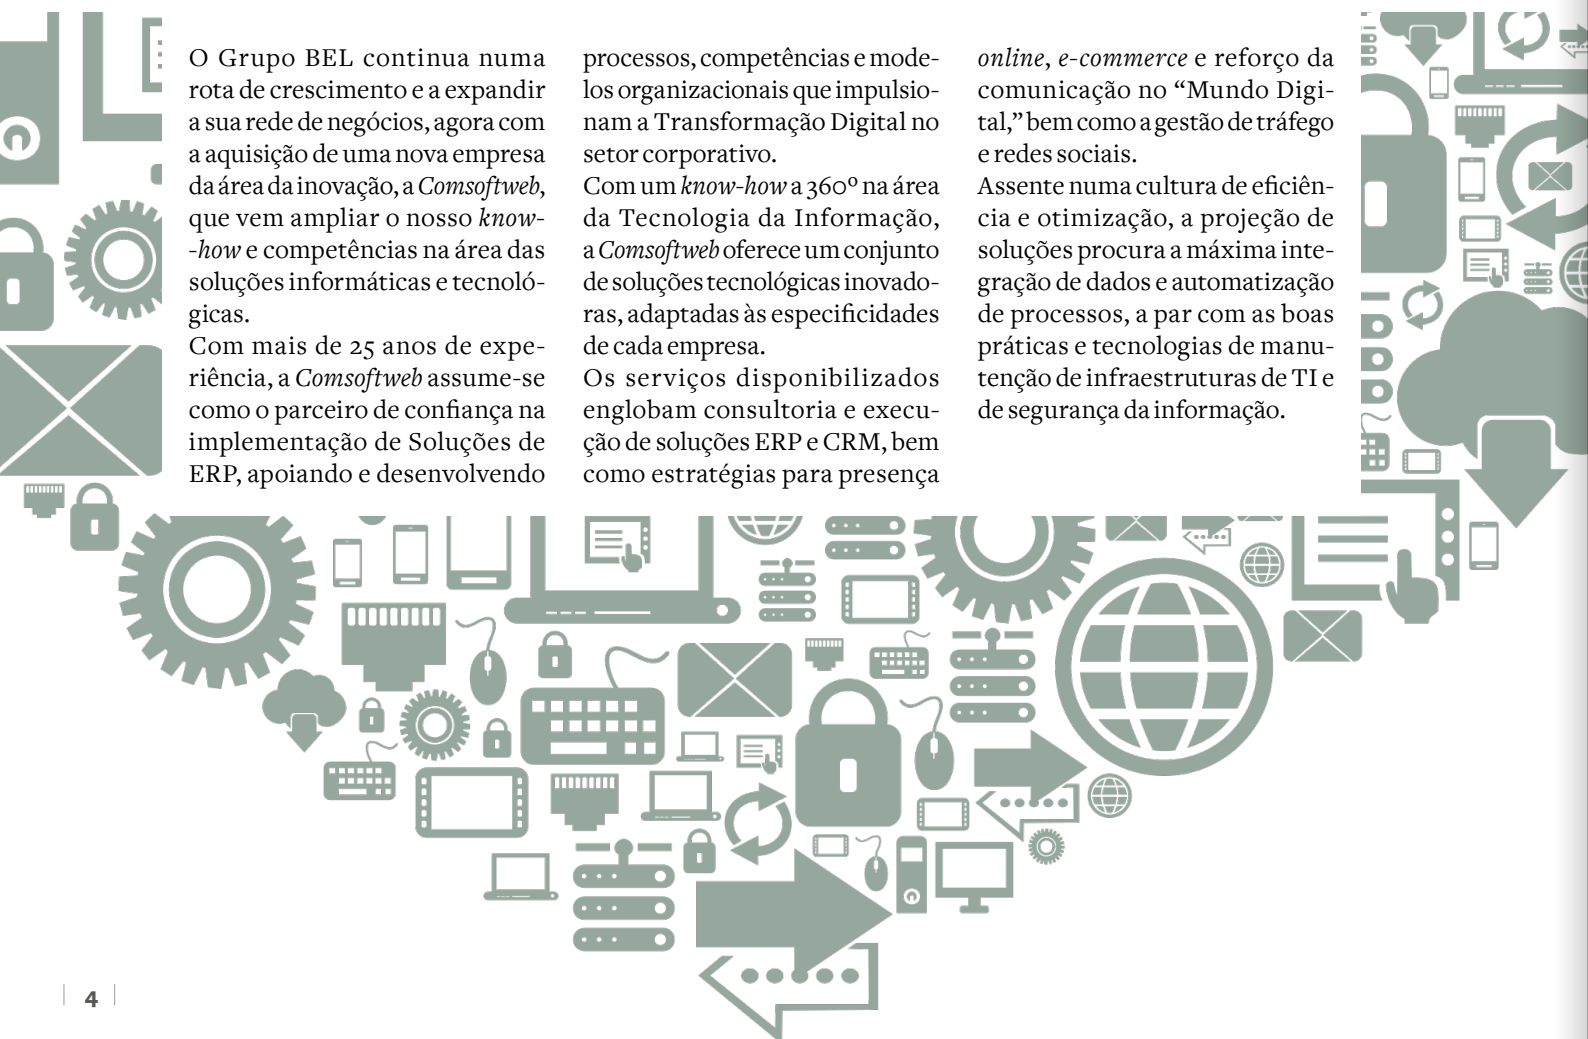 O Grupo BEL continua numa
rota de crescimento e a expandir
a sua rede de negócios, agora com
a aquisição de uma nova empresa
da área da inovação, a Comsoftweb,
que vem ampliar o nosso know-
-how e competências na área das
soluções informáticas e tecnoló-
gicas.
Com mais de 25 anos de expe-
riência, a Comsoftweb assume-se
como o parceiro de confiança na
implementação de Soluções de
ERP, apoiando e desenvolvendo
processos, competências e mode-
los organizacionais que impulsio-
nam a Transformação Digital no
setor corporativo.
Com um know-how a 360º na área
da Tecnologia da Informação,
a Comsoftweb oferece um conjunto
de soluções tecnológicas inovado-
ras, adaptadas às especificidades
de cada empresa.
Os serviços disponibilizados
englobam consultoria e execu-
ção de soluções ERP e CRM, bem
como estratégias para presença
online, e-commerce e reforço da
comunicação no “Mundo Digi-
tal,” bem como a gestão de tráfego
e redes sociais.
Assente numa cultura de eficiên-
cia e otimização, a projeção de
soluções procura a máxima inte-
gração de dados e automatização
de processos, a par com as boas
práticas e tecnologias de manu-
tenção de infraestruturas de TI e
de segurança da informação.
4